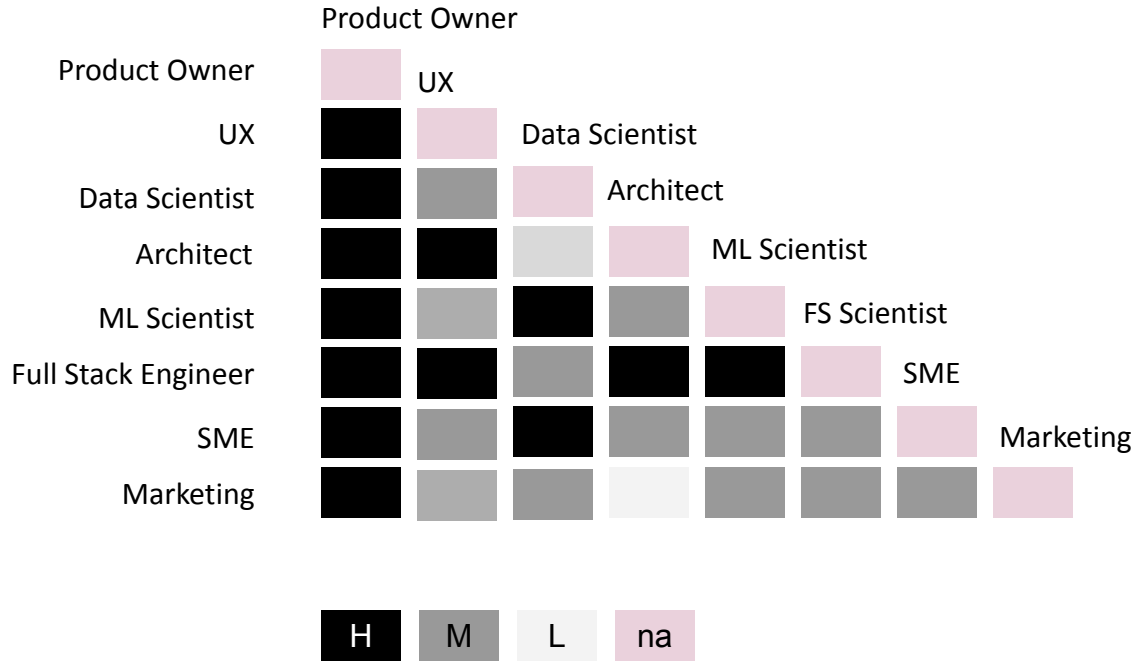 Product Owner
Product Owner
UX
UX
Data Scientist
Data Scientist
Architect
Architect
ML Scientist
ML Scientist
FS Scientist
Full Stack Engineer
SME
SME
Marketing
Marketing
H M L na